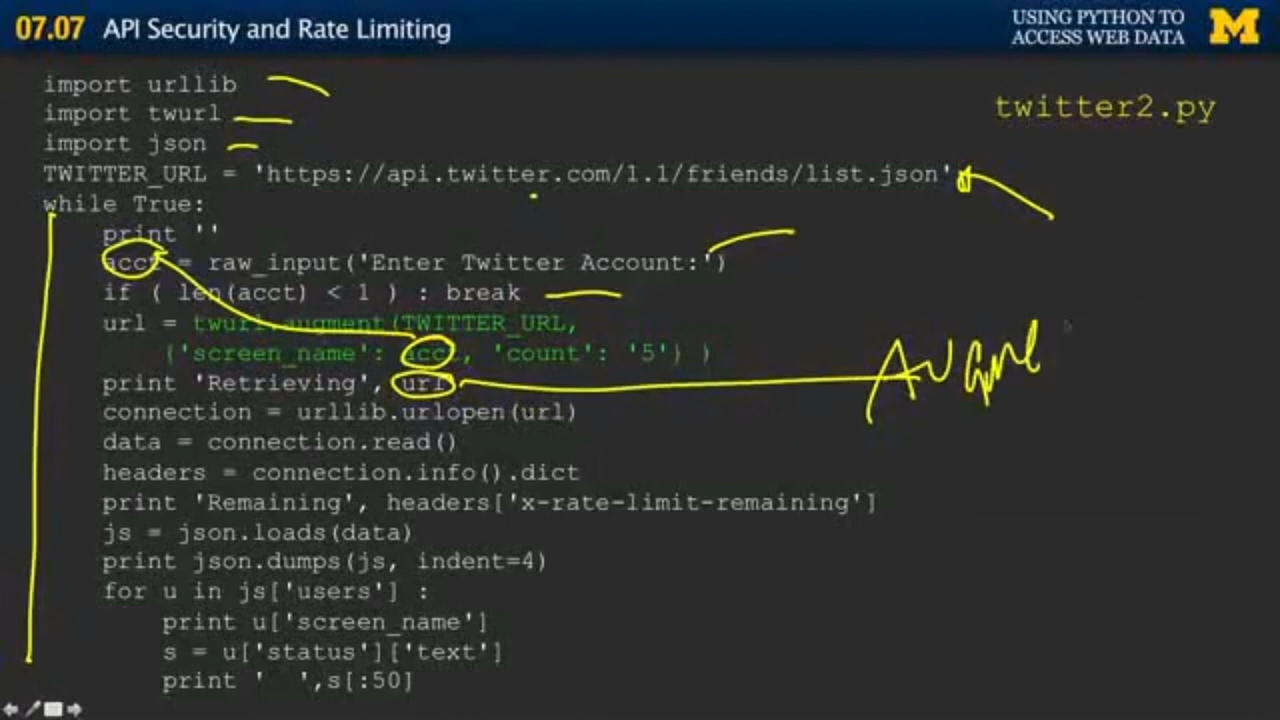 07.07 API Security and Rate Limiting
USING PYTHON TO
ACCESS WEB DATA
M
twitter2.py
import urllib
import twurl
import json
TWITTER_URL = 'https://api.twitter.com/1.1/friends/list.json'
while True:
    print ''
    acct = raw_input('Enter Twitter Account:')
    if ( len(acct) < 1 ) : break
    url = twurl.augment(TWITTER_URL,
        {'screen_name': acct, 'count': '5'} )
    print 'Retrieving', url
    connection = urllib.urlopen(url)
    data = connection.read()
    headers = connection.info().dict
    print 'Remaining', headers['x-rate-limit-remaining']
    js = json.loads(data)
    print json.dumps(js, indent=4)
    for u in js['users'] :
        print u['screen_name']
        s = u['status']['text']
        print '  ',s[:50]